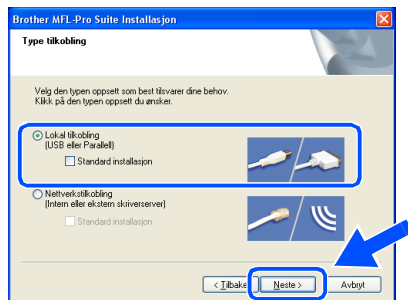 Brother MFL-Pro Suite Installasjon
Type tilkobling
Velg den typen oppsett som best tilsvarer dine behov.
Klikk på den typen oppsett du ønsker.
Lokal tilkobling
(USB eller Parallell)
Standard installasjon
Nettverkstilkobling
(Intern eller ekstern skriverserver)
Standard installasjon
< Tilbake Neste > Avbryt